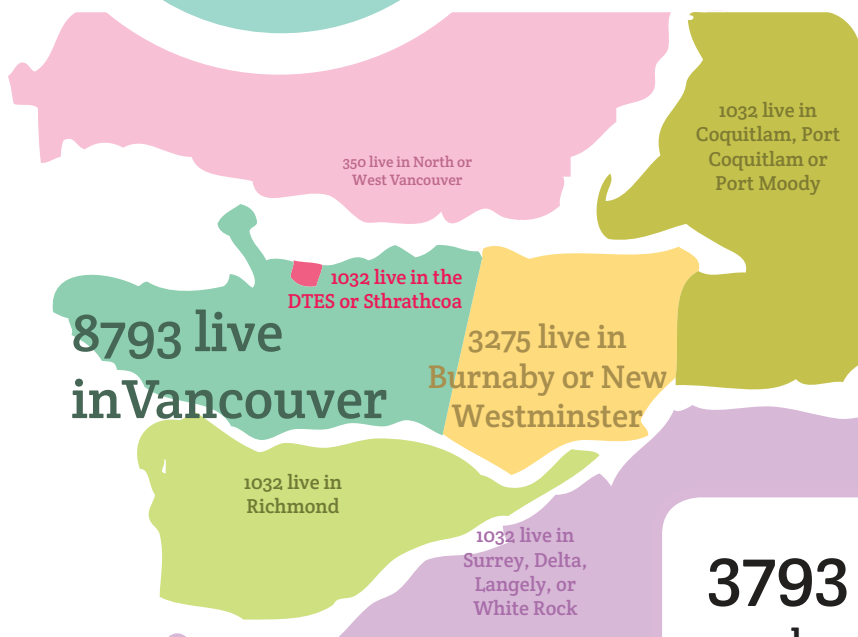 1032 live in
Coquitlam, Port
Coquitlam or
Port Moody
350 live in North or
West Vancouver
1032 live in the
DTES or Sthrathcoa
8793 live
inVancouver
3275 live in
Burnaby or New
Westminster
1032 live in
Richmond
1032 live in
Surrey, Delta,
Langely, or
White Rock
3793